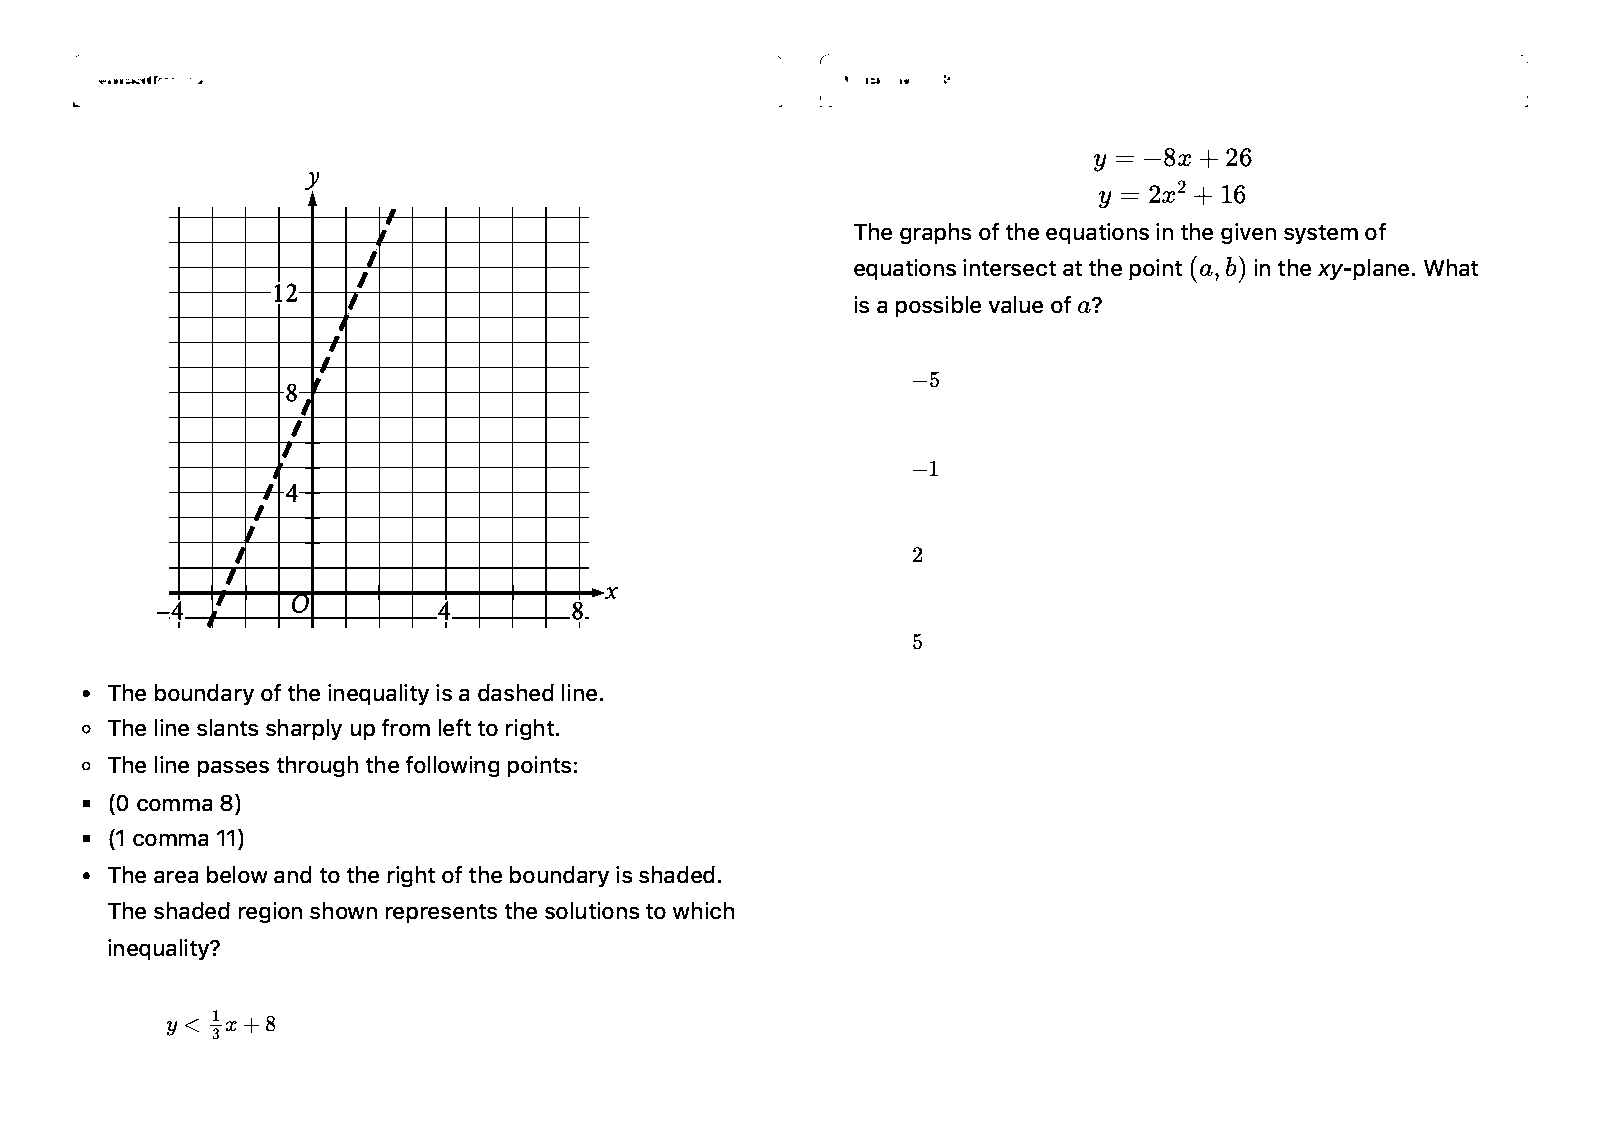 y
12
8
4
O
x
−4
4
8
• The boundary of the inequality is a dashed line.
◦ The line slants sharply up from left to right.
◦ The line passes through the following points:
▪ (0 comma 8)
▪ (1 comma 11)
• The area below and to the right of the boundary is shaded.
The shaded region shown represents the solutions to which
inequality?
y < 1/3 x + 8
y = −8x + 26
y = 2x² + 16
The graphs of the equations in the given system of
equations intersect at the point (a, b) in the xy-plane. What
is a possible value of a?
−5
−1
2
5